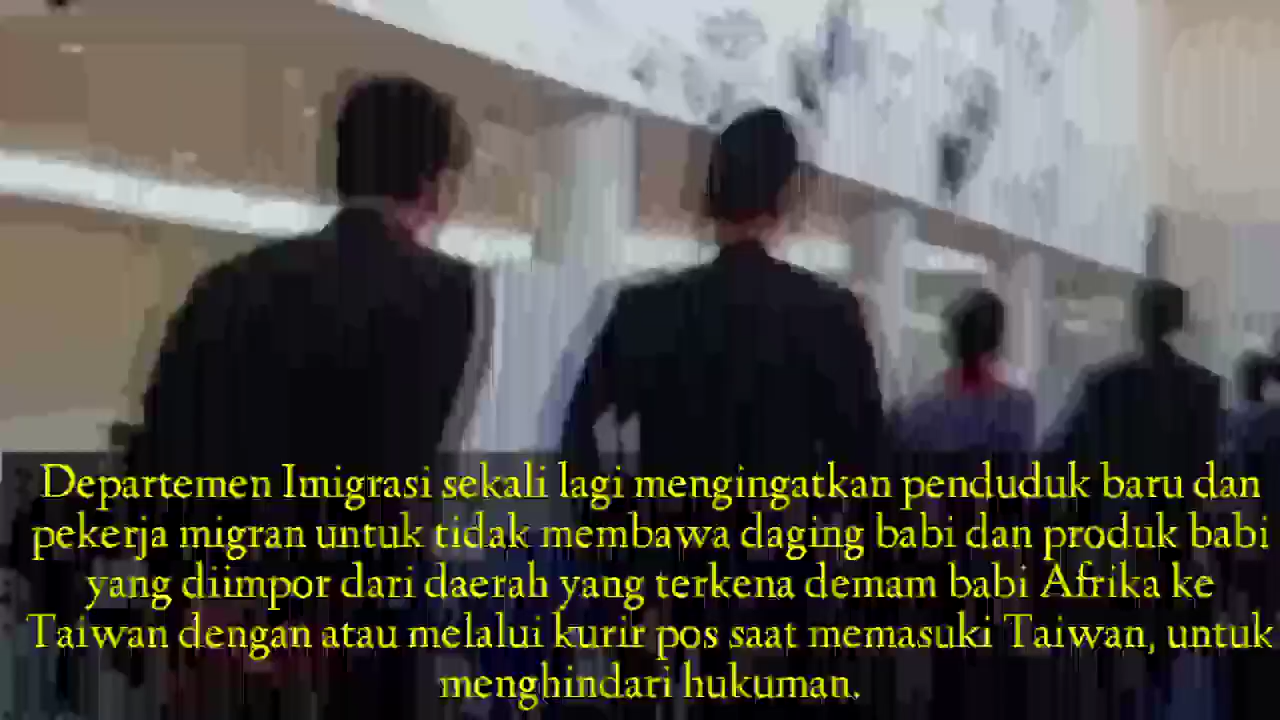 Departemen Imigrasi sekali lagi mengingatkan penduduk baru dan
pekerja migran untuk tidak membawa daging babi dan produk babi
yang diimpor dari daerah yang terkena demam babi Afrika ke
Taiwan dengan atau melalui kurir pos saat memasuki Taiwan, untuk
menghindari hukuman.